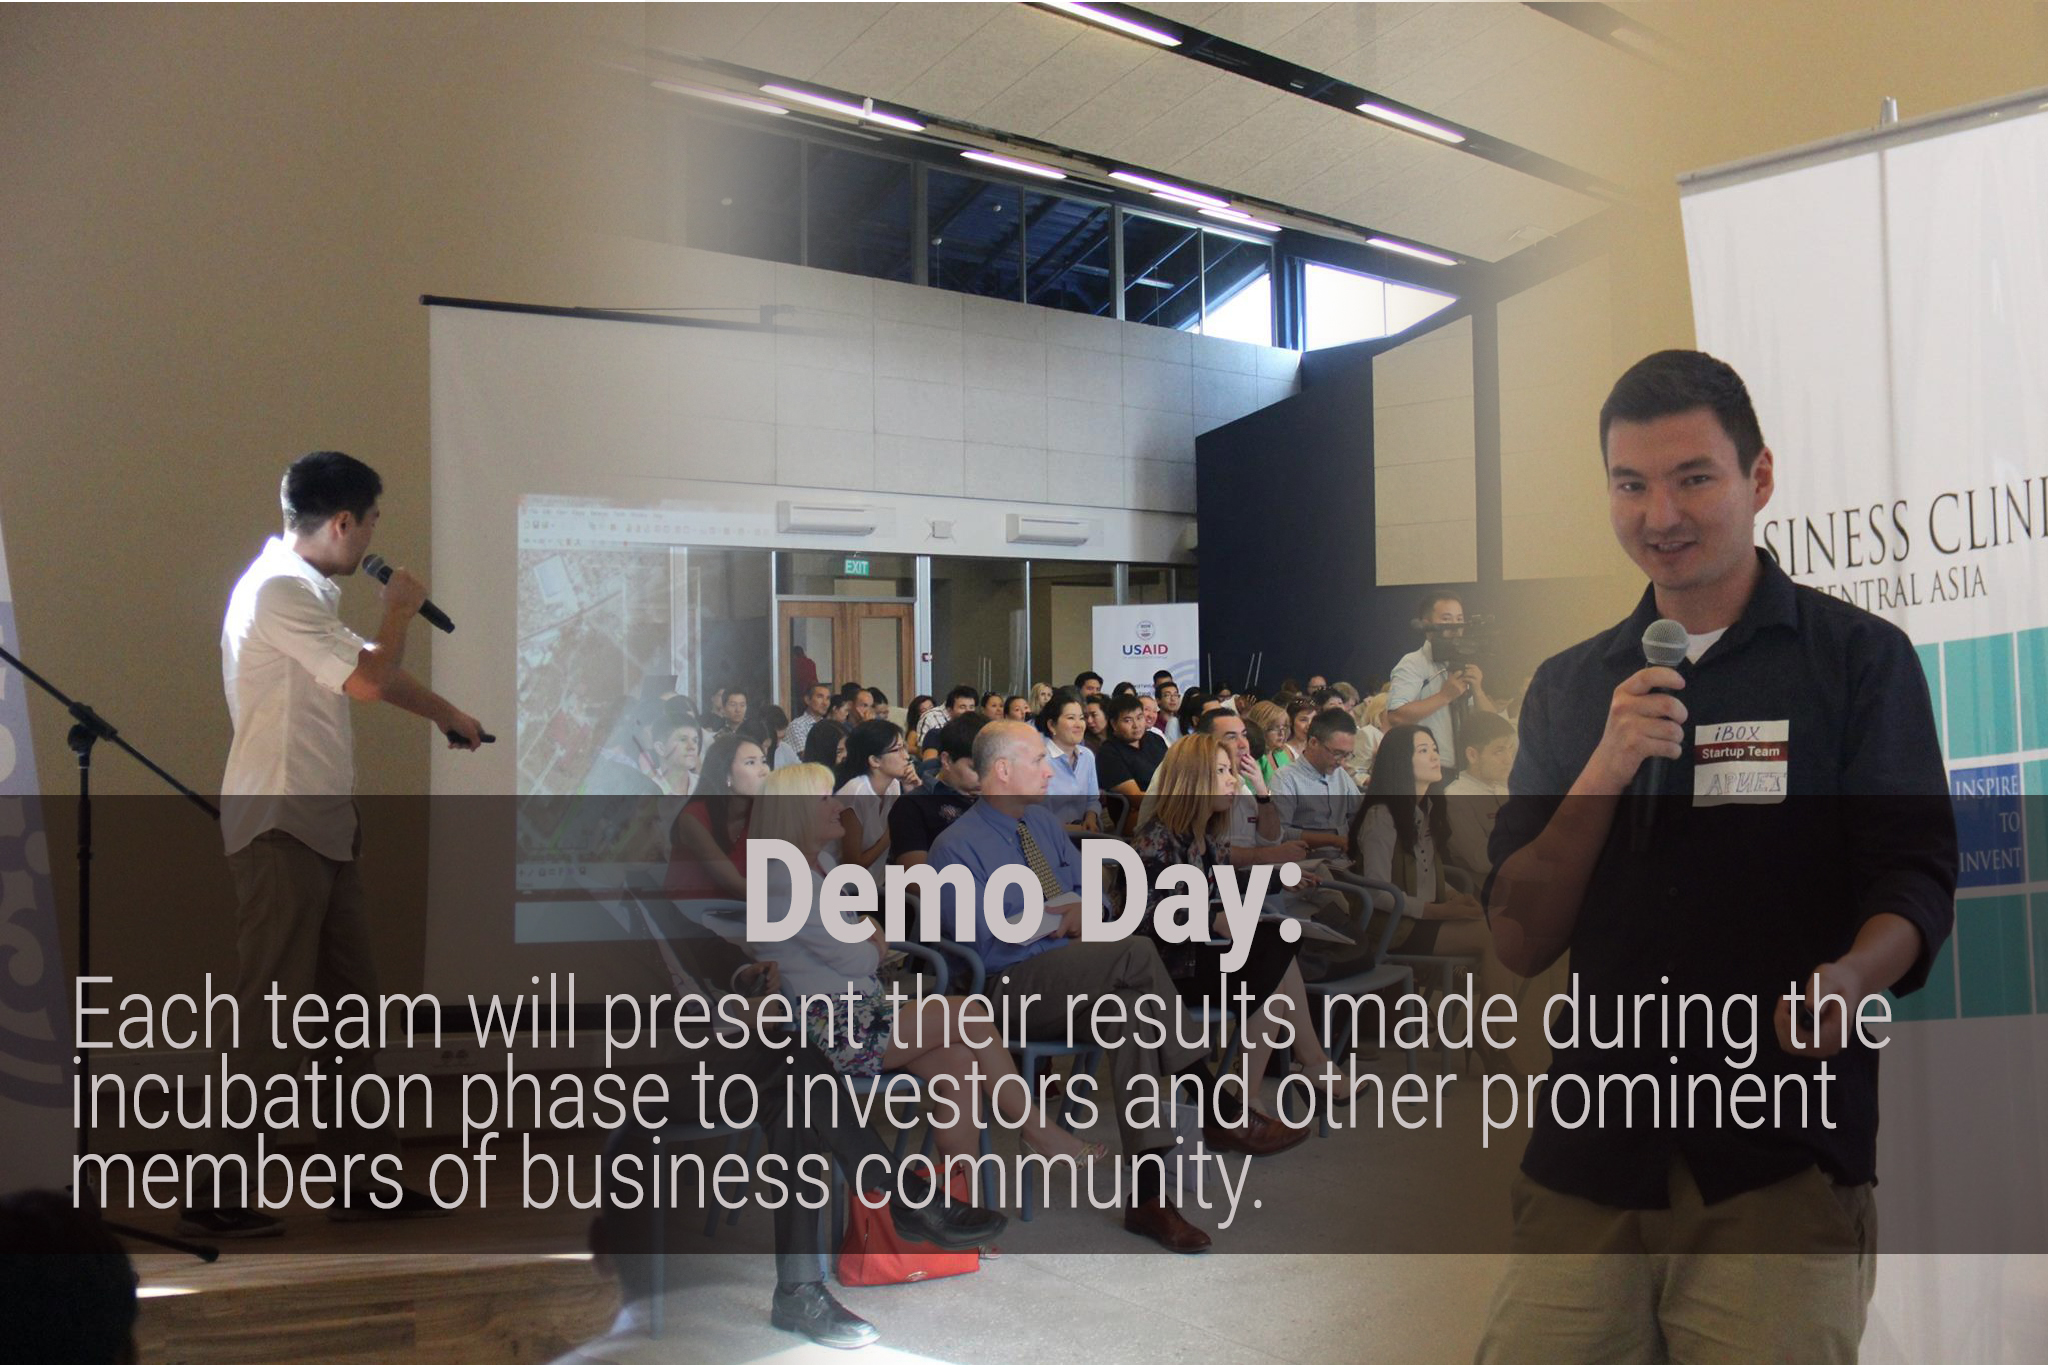 EXIT
USAID
SINESS CLINI
CENTRAL ASIA
iBOX
Startup Team
INSPIRE
TO
INVENT
Demo Day:
Each team will present their results made during the
incubation phase to investors and other prominent
members of business community.